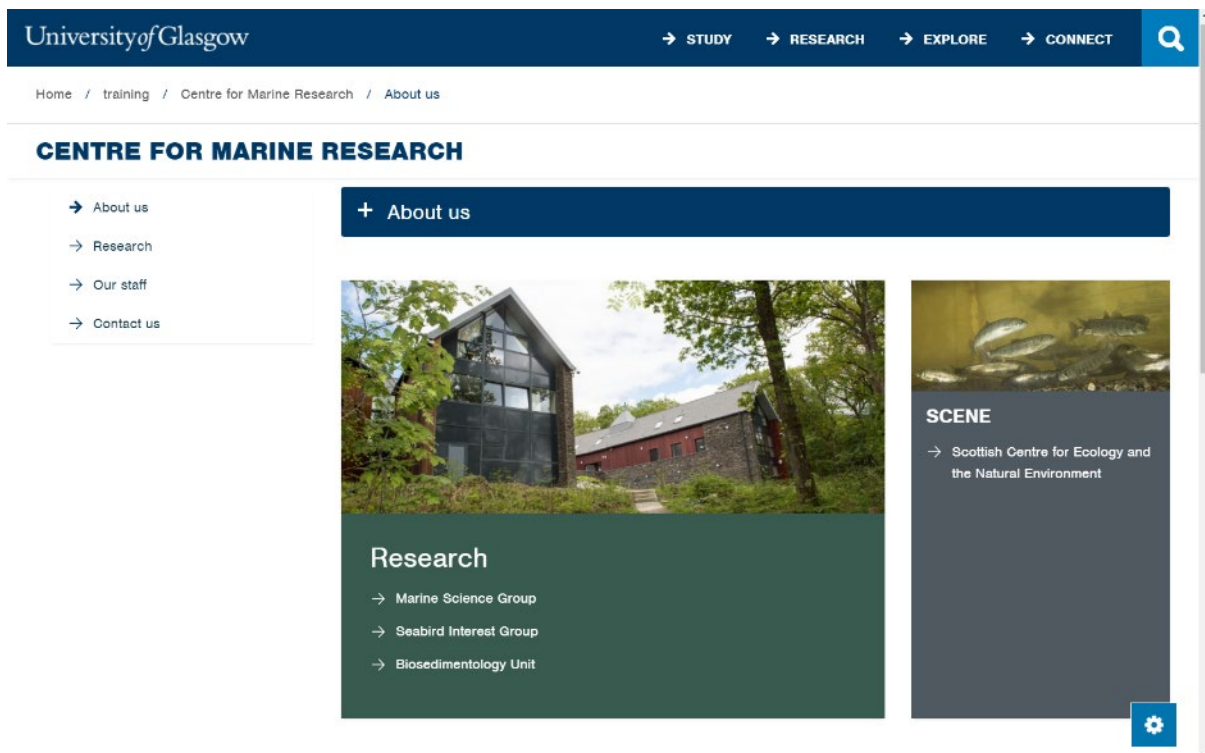 University of Glasgow
→ STUDY → RESEARCH → EXPLORE → CONNECT
Home / training / Centre for Marine Research / About us
CENTRE FOR MARINE RESEARCH
→ About us
→ Research
→ Our staff
→ Contact us
+ About us
Research
→ Marine Science Group
→ Seabird Interest Group
→ Biosedimentology Unit
SCENE
→ Scottish Centre for Ecology and
the Natural Environment